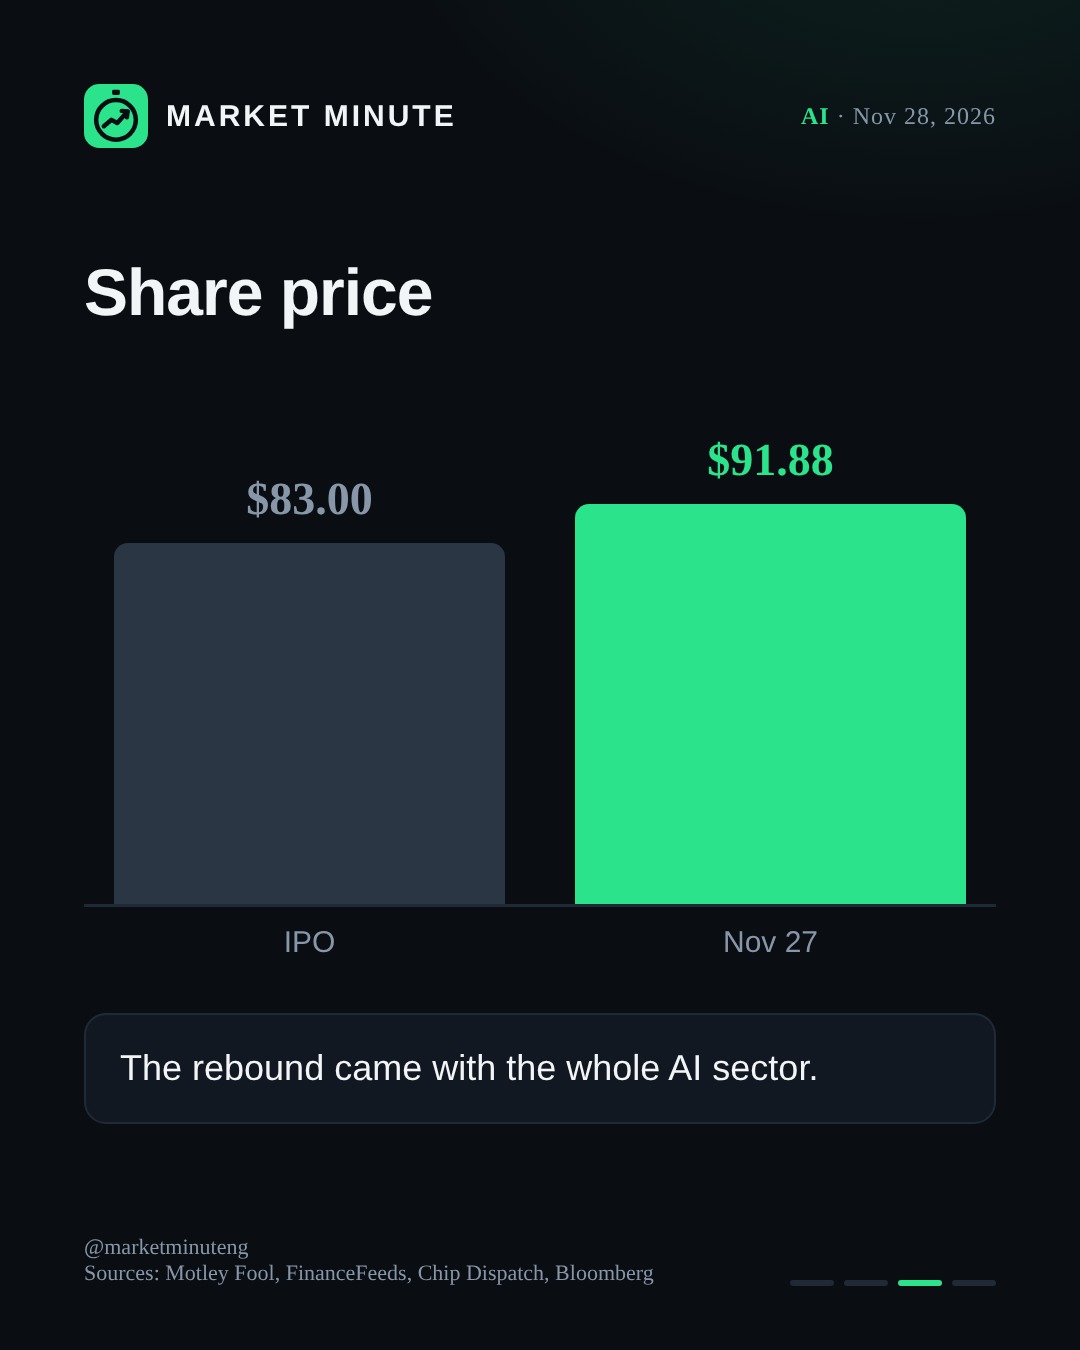 MARKET MINUTE
AI · Nov 28, 2026
Share price
$83.00
$91.88
IPO
Nov 27
The rebound came with the whole AI sector.
@marketminuteng
Sources: Motley Fool, FinanceFeeds, Chip Dispatch, Bloomberg